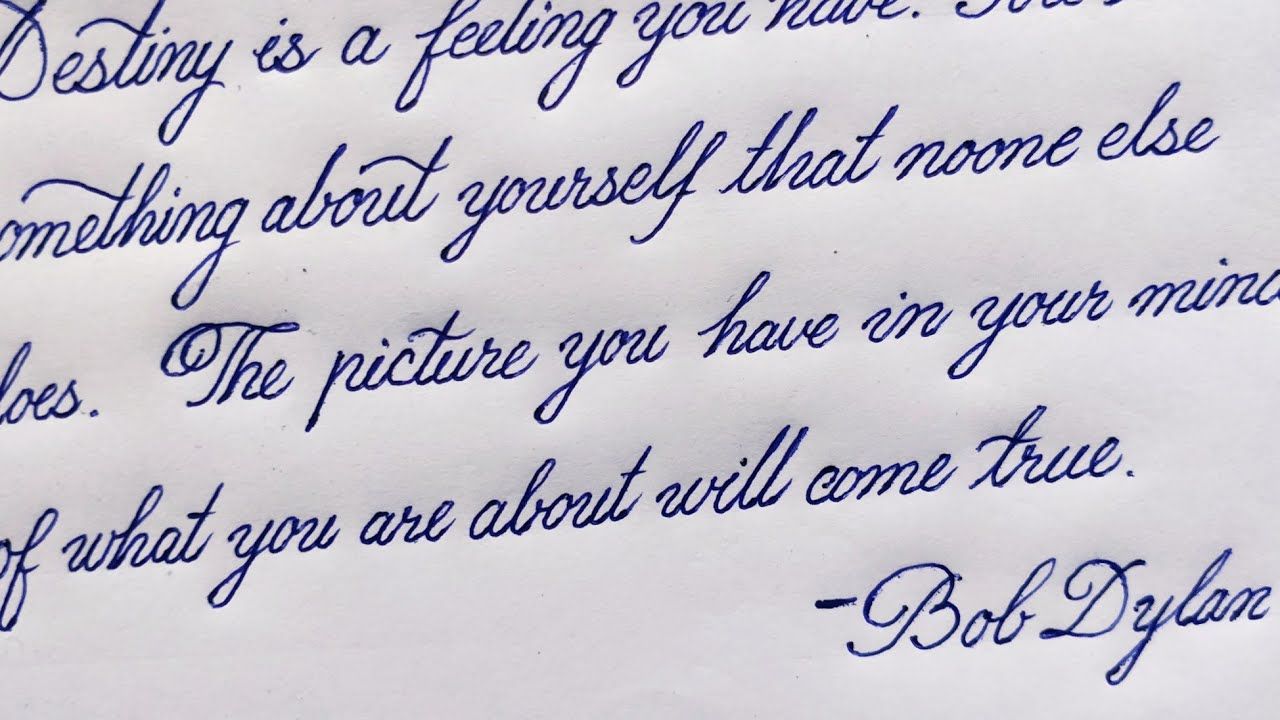 Destiny is a feeling you have.
omething about yourself that noone else
loes. The picture you have in your mind
of what you are about will come true.
-Bob Dylan